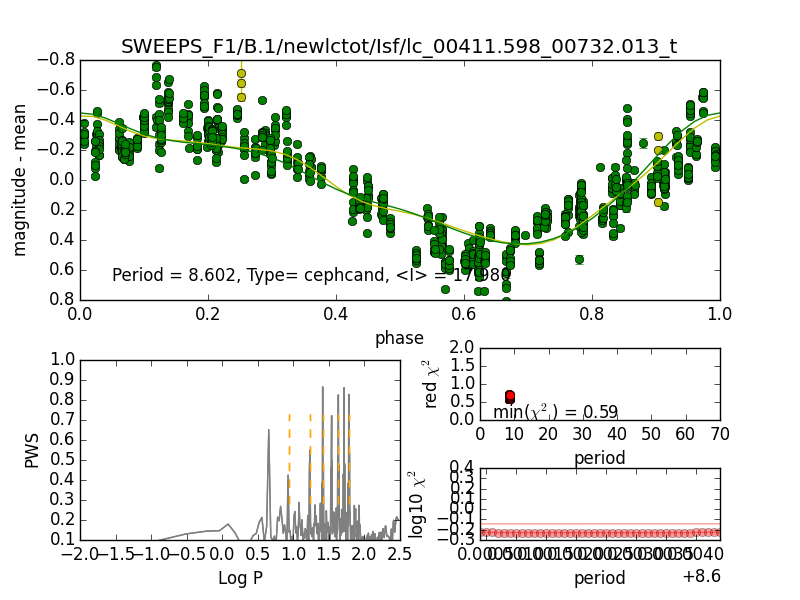 SWEEPS_F1/B.1/newlctot/Isf/lc_00411.598_00732.013_t
−0.8
−0.6
−0.4
−0.2
0.0
0.2
0.4
0.6
0.8
magnitude - mean
Period = 8.602, Type= cephcand, <I> = 17.980
0.0 0.2 0.4 0.6 0.8 1.0
phase
1.0
0.9
0.8
0.7
0.6
0.5
0.4
0.3
0.2
0.1
PWS
−2.0 −1.5 −1.0 −0.5 0.0 0.5 1.0 1.5 2.0 2.5
Log P
2.0
1.5
1.0
0.5
0.0
red χ²
min(χ²) = 0.59
0 10 20 30 40 50 60 70
period
0.4
0.3
0.2
0.1
0.0
−0.1
−0.2
−0.3
log10 χ²
period
+8.6